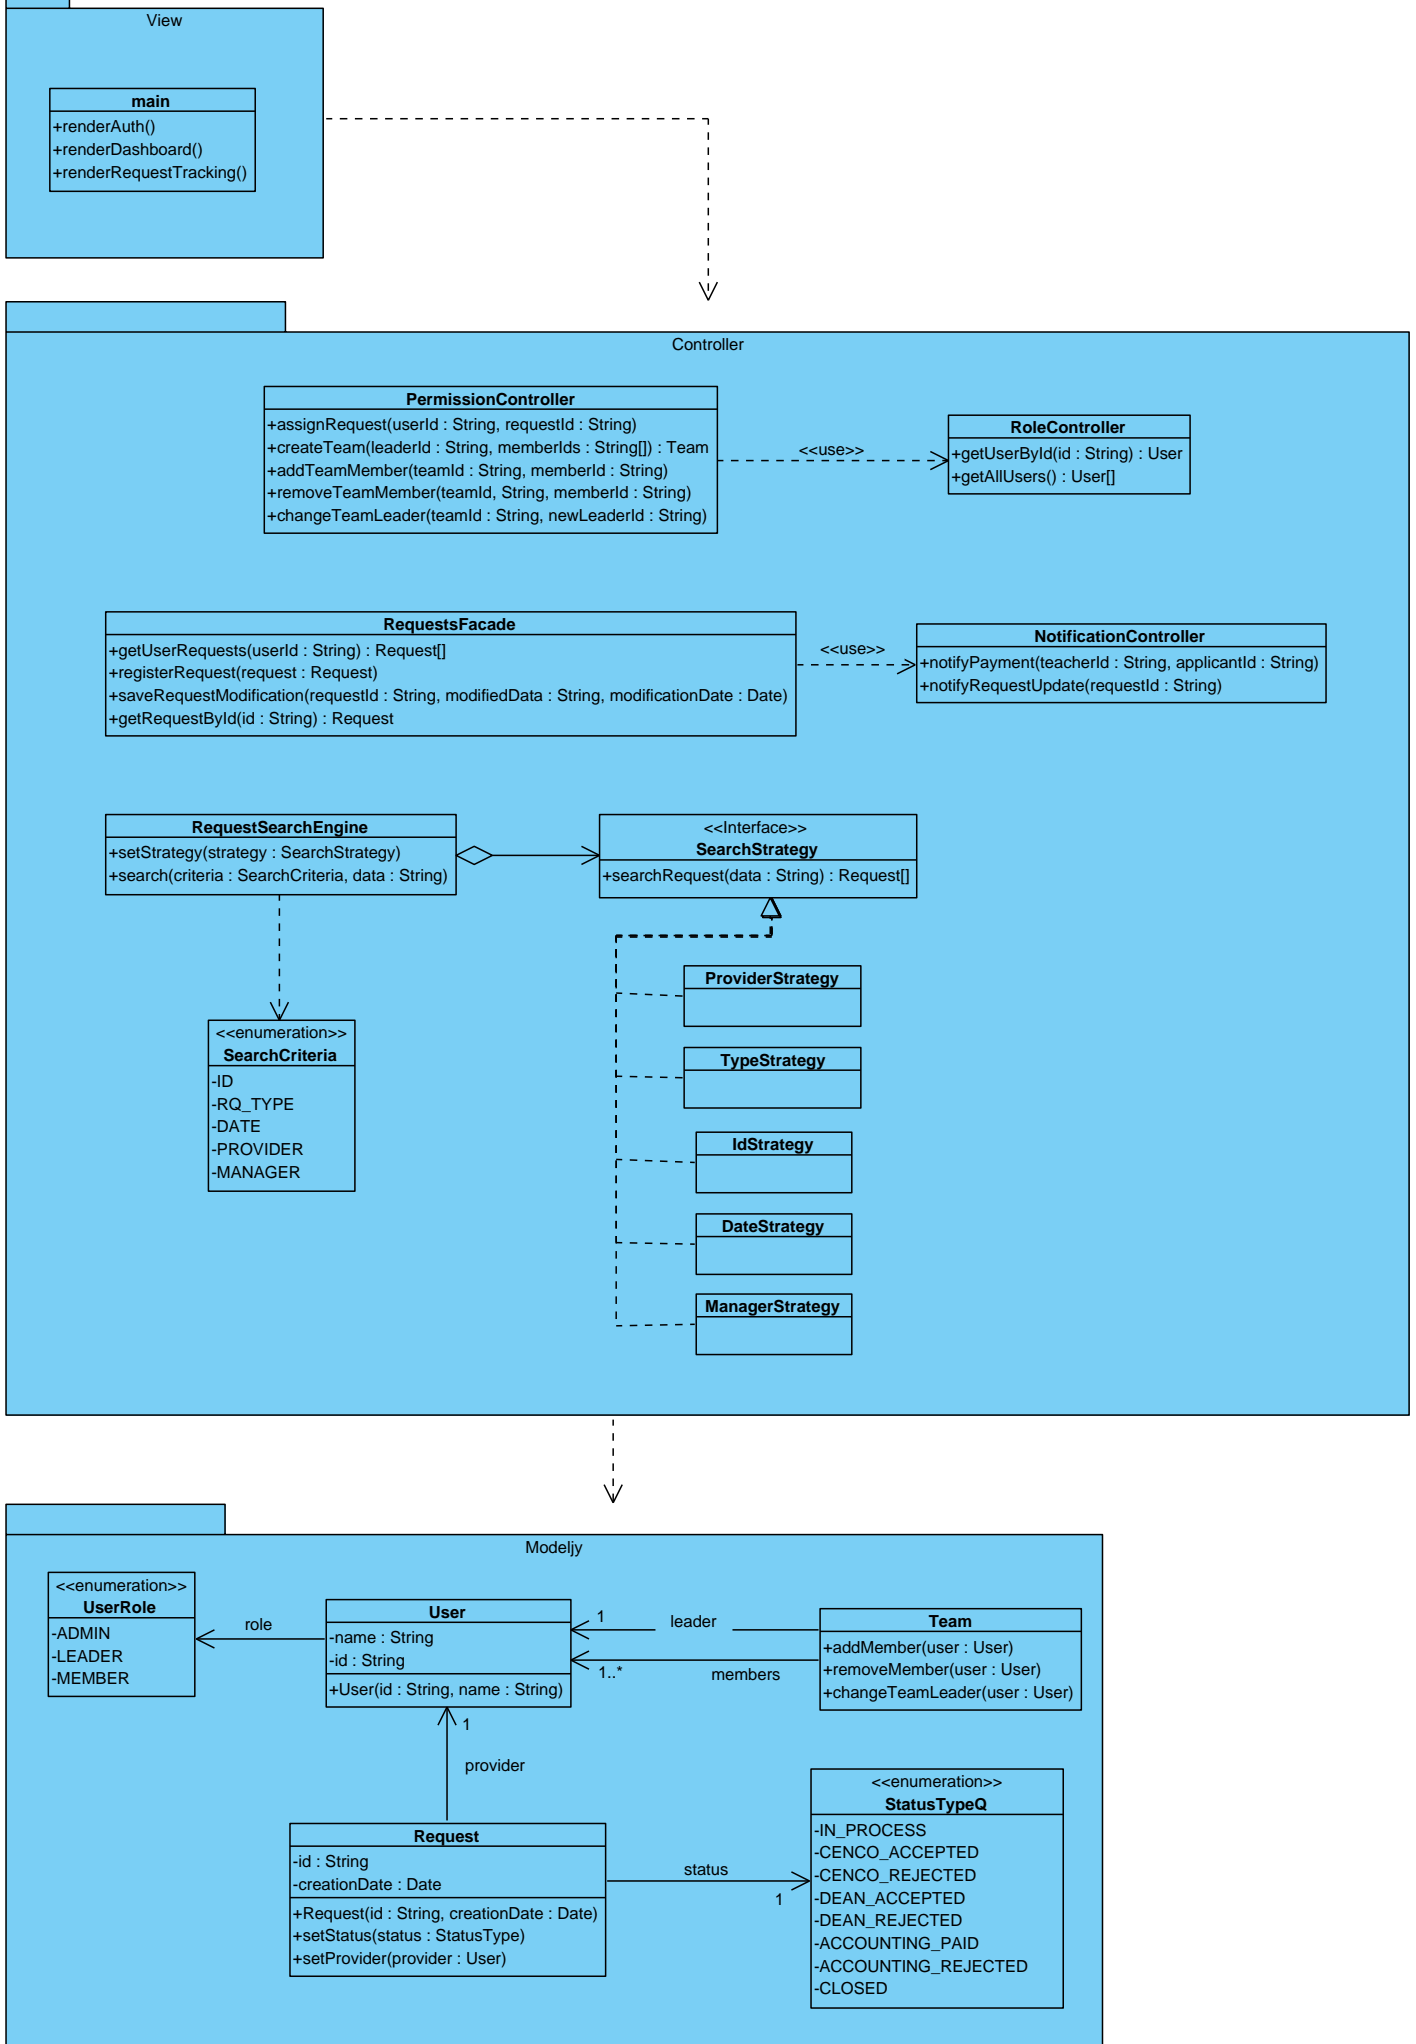 View
main
+renderAuth()
+renderDashboard()
+renderRequestTracking()
Controller
PermissionController
+assignRequest(userId : String, requestId : String)
+createTeam(leaderId : String, memberIds : String[]) : Team
+addTeamMember(teamId : String, memberId : String)
+removeTeamMember(teamId, String, memberId : String)
+changeTeamLeader(teamId : String, newLeaderId : String)
<<use>>
RoleController
+getUserById(id : String) : User
+getAllUsers() : User[]
RequestsFacade
+getUserRequests(userId : String) : Request[]
+registerRequest(request : Request)
+saveRequestModification(requestId : String, modifiedData : String, modificationDate : Date)
+getRequestById(id : String) : Request
<<use>>
NotificationController
+notifyPayment(teacherId : String, applicantId : String)
+notifyRequestUpdate(requestId : String)
RequestSearchEngine
+setStrategy(strategy : SearchStrategy)
+search(criteria : SearchCriteria, data : String)
<<Interface>>
SearchStrategy
+searchRequest(data : String) : Request[]
ProviderStrategy
TypeStrategy
IdStrategy
DateStrategy
ManagerStrategy
<<enumeration>>
SearchCriteria
-ID
-RQ_TYPE
-DATE
-PROVIDER
-MANAGER
Modeljy
<<enumeration>>
UserRole
-ADMIN
-LEADER
-MEMBER
role
User
-name : String
-id : String
+User(id : String, name : String)
1
leader
1..*
members
Team
+addMember(user : User)
+removeMember(user : User)
+changeTeamLeader(user : User)
1
provider
Request
-id : String
-creationDate : Date
+Request(id : String, creationDate : Date)
+setStatus(status : StatusType)
+setProvider(provider : User)
status
1
<<enumeration>>
StatusTypeQ
-IN_PROCESS
-CENCO_ACCEPTED
-CENCO_REJECTED
-DEAN_ACCEPTED
-DEAN_REJECTED
-ACCOUNTING_PAID
-ACCOUNTING_REJECTED
-CLOSED